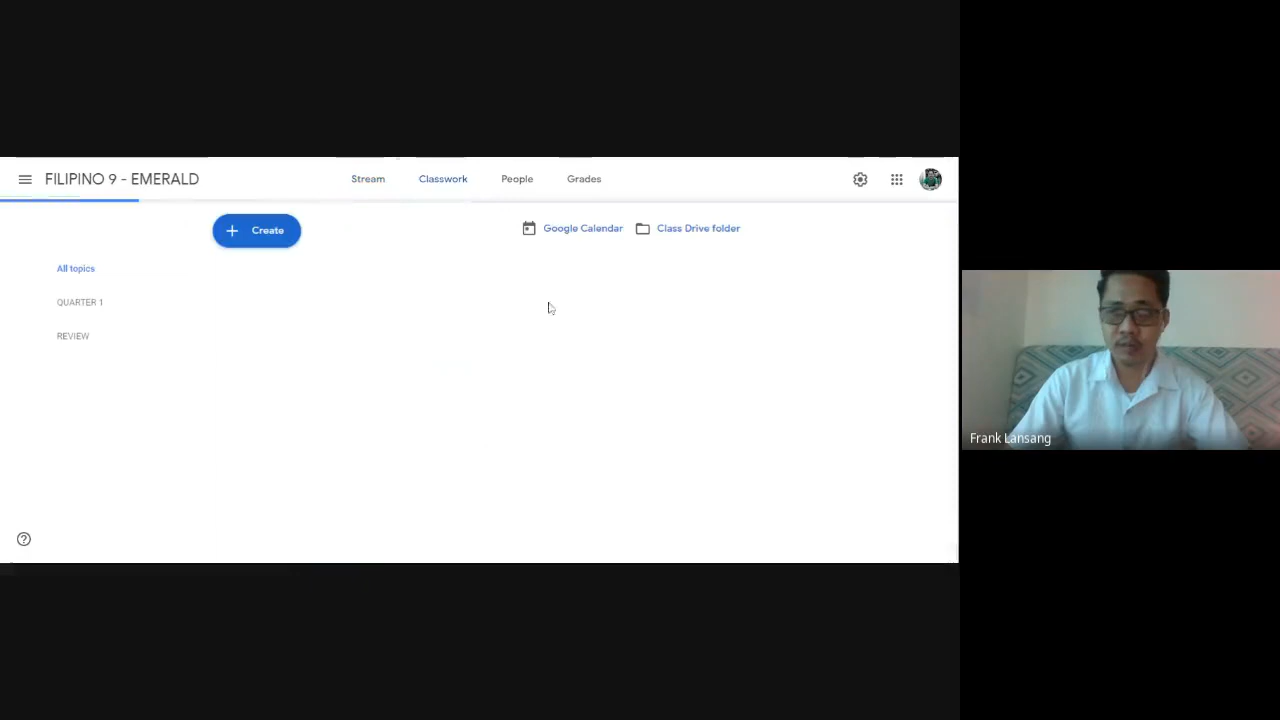 FILIPINO 9 - EMERALD
Stream
Classwork
People
Grades
Create
Google Calendar
Class Drive folder
All topics
QUARTER 1
REVIEW
Frank Lansang